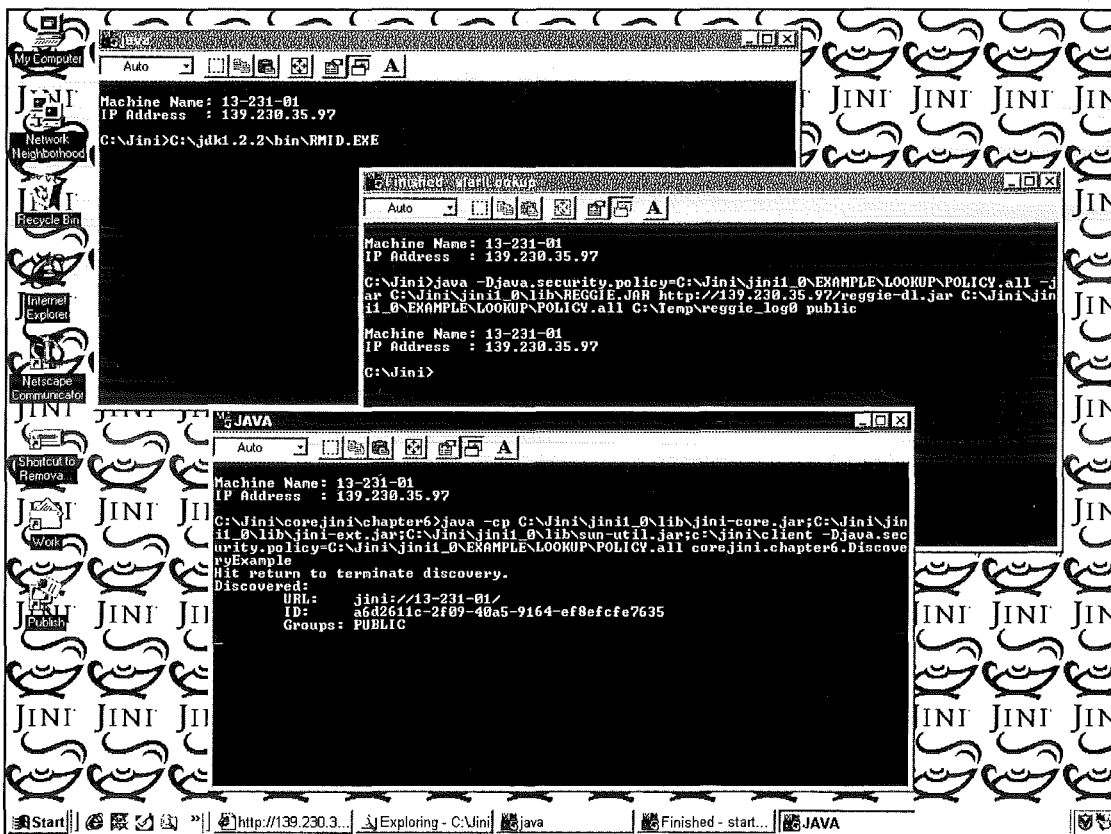 My Computer
Network
Neighborhood
Recycle Bin
Internet
Explorer
Netscape
Communicator
Shortcut to
Remova...
Work
Publish
java
Auto
A
Machine Name: 13-231-01
IP Address  : 139.230.35.97
C:\Jini>C:\jdk1.2.2\bin\RMID.EXE
Finished - startLookup
Auto
A
Machine Name: 13-231-01
IP Address  : 139.230.35.97
C:\Jini>java -Djava.security.policy=C:\Jini\jini1_0\EXAMPLE\LOOKUP\POLICY.all -j
ar C:\Jini\jini1_0\lib\REGGIE.JAR http://139.230.35.97/reggie-dl.jar C:\Jini\jin
i1_0\EXAMPLE\LOOKUP\POLICY.all C:\Temp\reggie_log0 public
Machine Name: 13-231-01
IP Address  : 139.230.35.97
C:\Jini>
JAVA
Auto
A
Machine Name: 13-231-01
IP Address  : 139.230.35.97
C:\Jini\corejini\chapter6>java -cp C:\Jini\jini1_0\lib\jini-core.jar;C:\Jini\jin
i1_0\lib\jini-ext.jar;C:\Jini\jini1_0\lib\sun-util.jar;c:\jini\client -Djava.sec
urity.policy=C:\Jini\jini1_0\EXAMPLE\LOOKUP\POLICY.all corejini.chapter6.Discove
ryExample
Hit return to terminate discovery.
Discovered:
URL:    jini://13-231-01/
ID:     a6d2611c-2f09-40a5-9164-ef8efcfe7635
Groups: PUBLIC
JINI JINI JIN
JINI JINI JIN
Start
http://139.230.3...
Exploring - C:\Jini
java
Finished - start...
JAVA